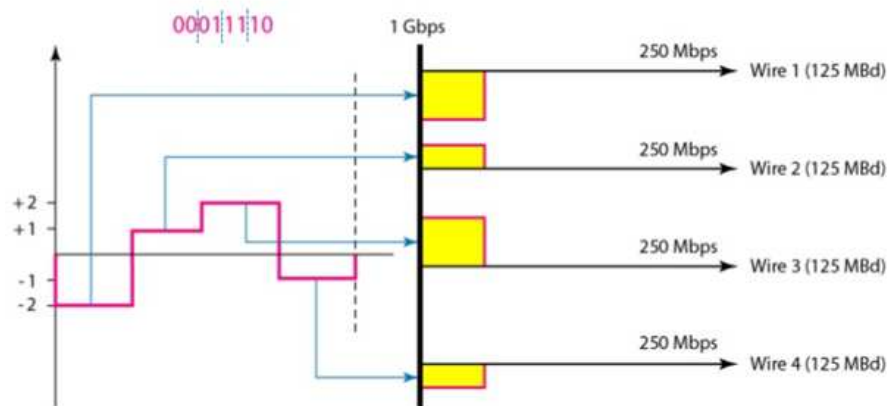 00011110
1 Gbps
250 Mbps
Wire 1 (125 MBd)
250 Mbps
Wire 2 (125 MBd)
+2
+1
250 Mbps
Wire 3 (125 MBd)
-1
-2
250 Mbps
Wire 4 (125 MBd)